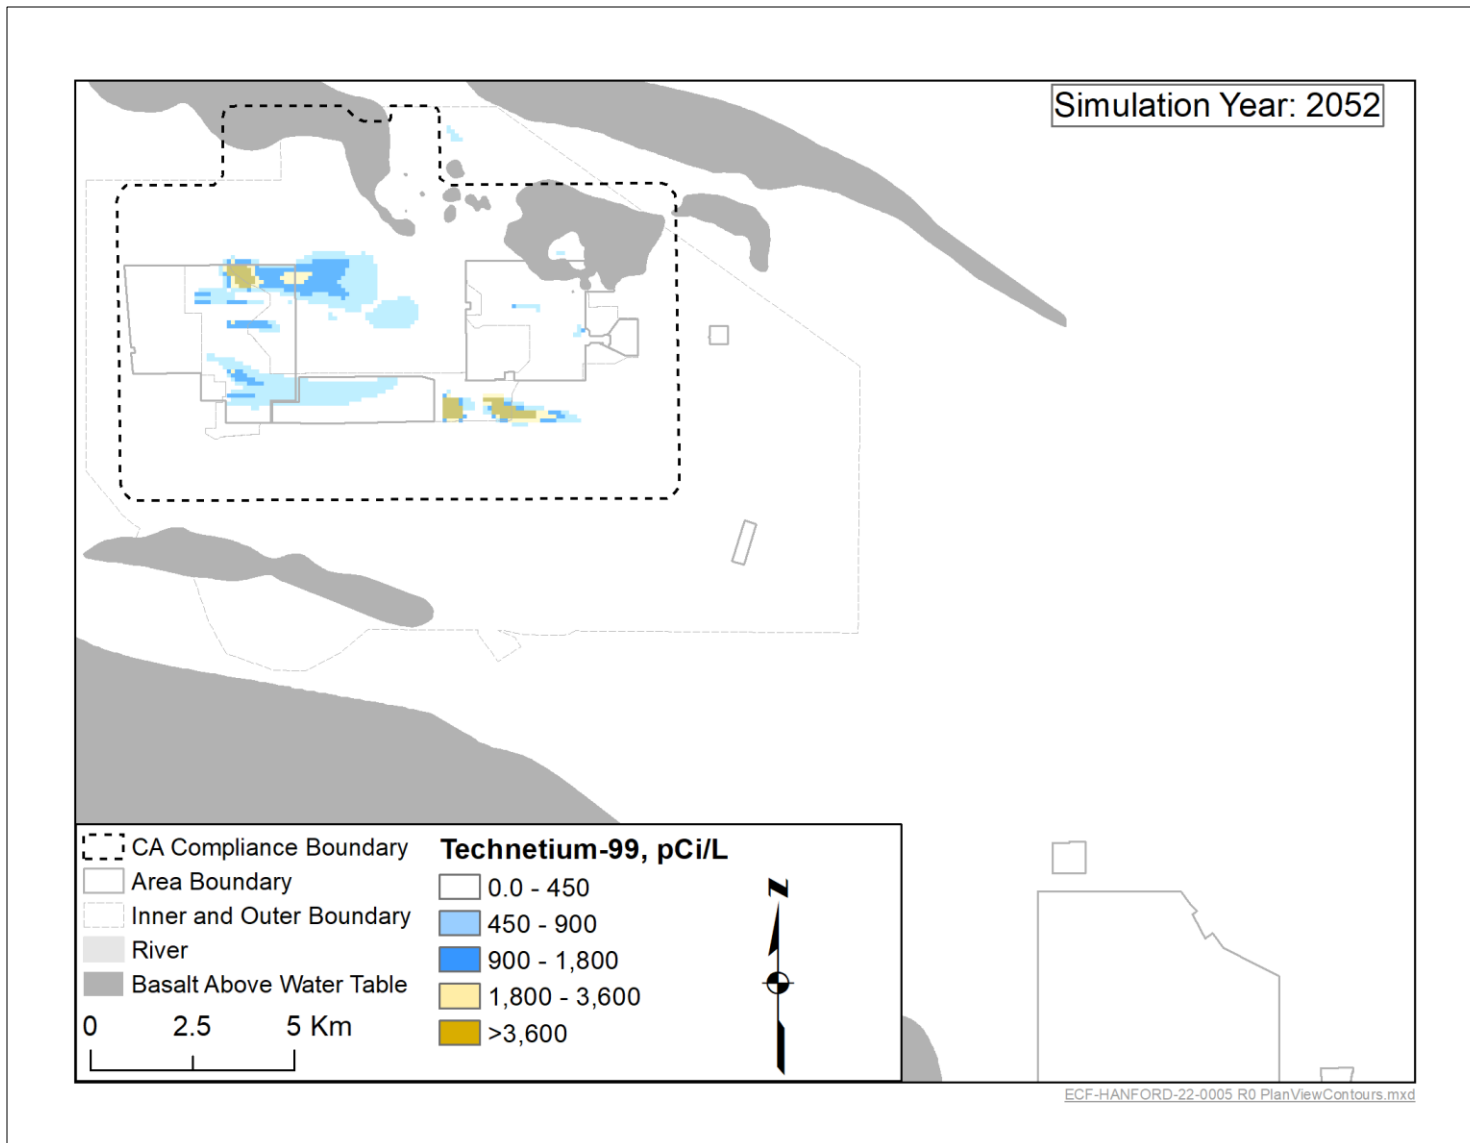 Simulation Year: 2052
CA Compliance Boundary
Area Boundary
Inner and Outer Boundary
River
Basalt Above Water Table
0 2.5 5 Km
Technetium-99, pCi/L
0.0 - 450
450 - 900
900 - 1,800
1,800 - 3,600
>3,600
N
ECF-HANFORD-22-0005 R0 PlanViewContours.mxd